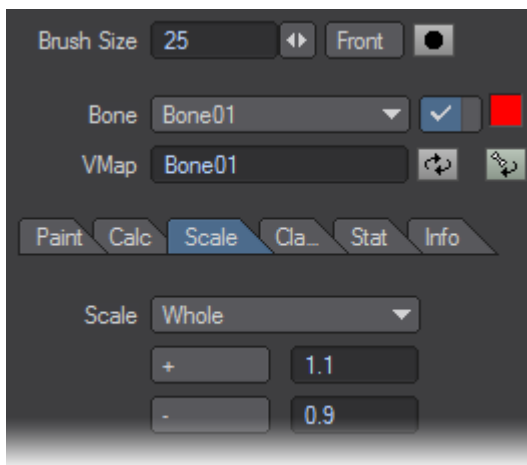 Brush Size 25 Front
Bone Bone01
VMap Bone01
Paint Calc Scale Cla... Stat Info
Scale Whole
+ 1.1
- 0.9